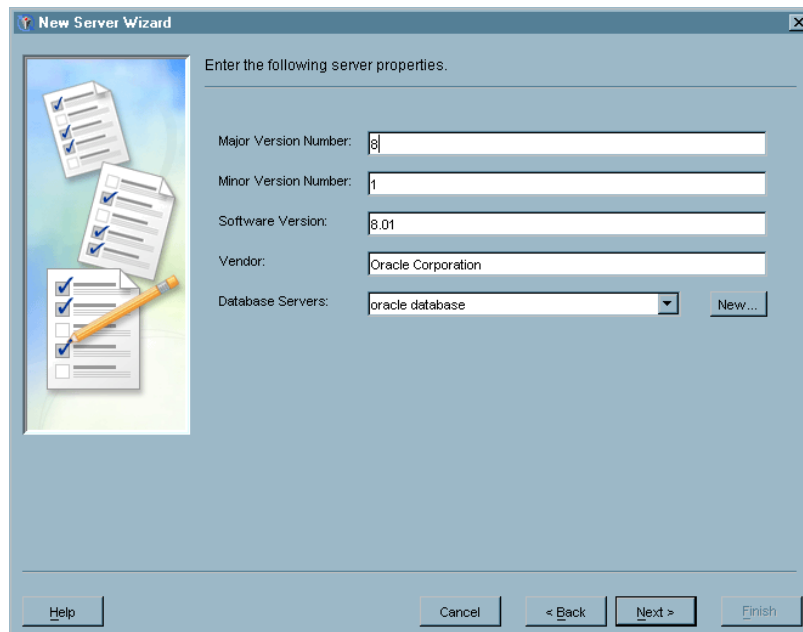 New Server Wizard
Enter the following server properties.
Major Version Number: 8
Minor Version Number: 1
Software Version: 8.01
Vendor: Oracle Corporation
Database Servers: oracle database New...
Help Cancel < Back Next > Finish